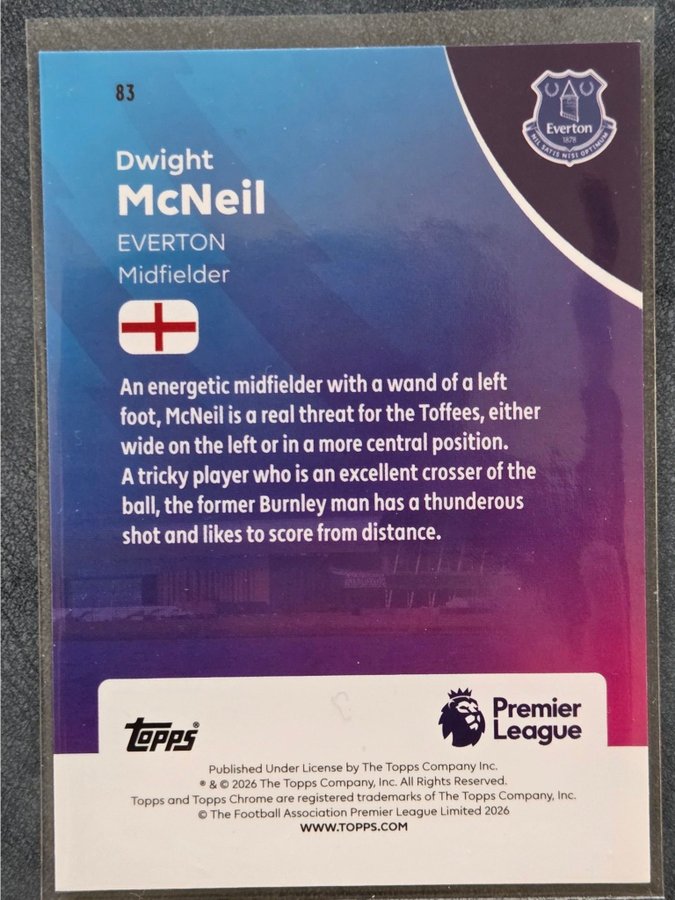 83
Everton
1878
NIL SATIS NISI OPTIMUM
Dwight
McNeil
EVERTON
Midfielder
An energetic midfielder with a wand of a left
foot, McNeil is a real threat for the Toffees, either
wide on the left or in a more central position.
A tricky player who is an excellent crosser of the
ball, the former Burnley man has a thunderous
shot and likes to score from distance.
Topps®
Premier
League
Published Under License by The Topps Company Inc.
® & © 2026 The Topps Company, Inc. All Rights Reserved.
Topps and Topps Chrome are registered trademarks of The Topps Company, Inc.
© The Football Association Premier League Limited 2026
WWW.TOPPS.COM